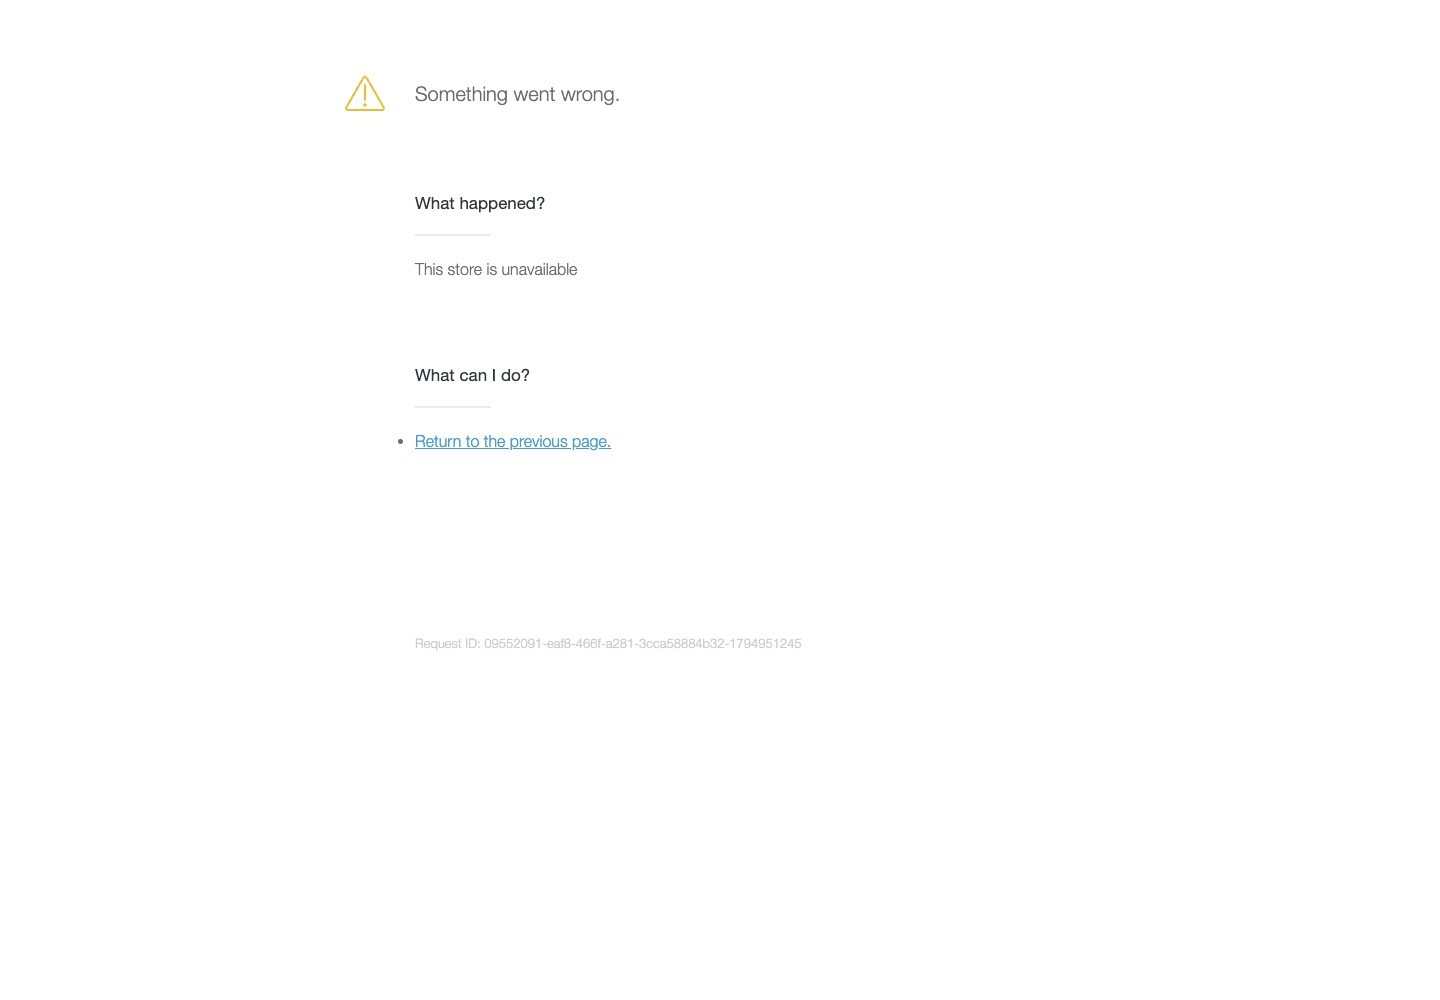 Something went wrong.
What happened?
This store is unavailable
What can I do?
Return to the previous page.
Request ID: 09552091-eaf8-466f-a281-3cca58884b32-1794951245